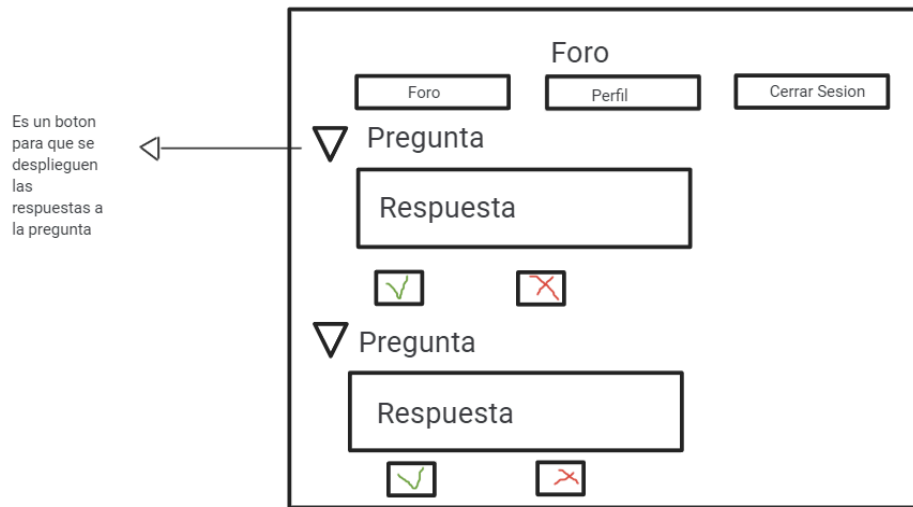 Foro
Foro
Perfil
Cerrar Sesion
Es un boton
para que se
desplieguen
las
respuestas a
la pregunta
Pregunta
Respuesta
Pregunta
Respuesta